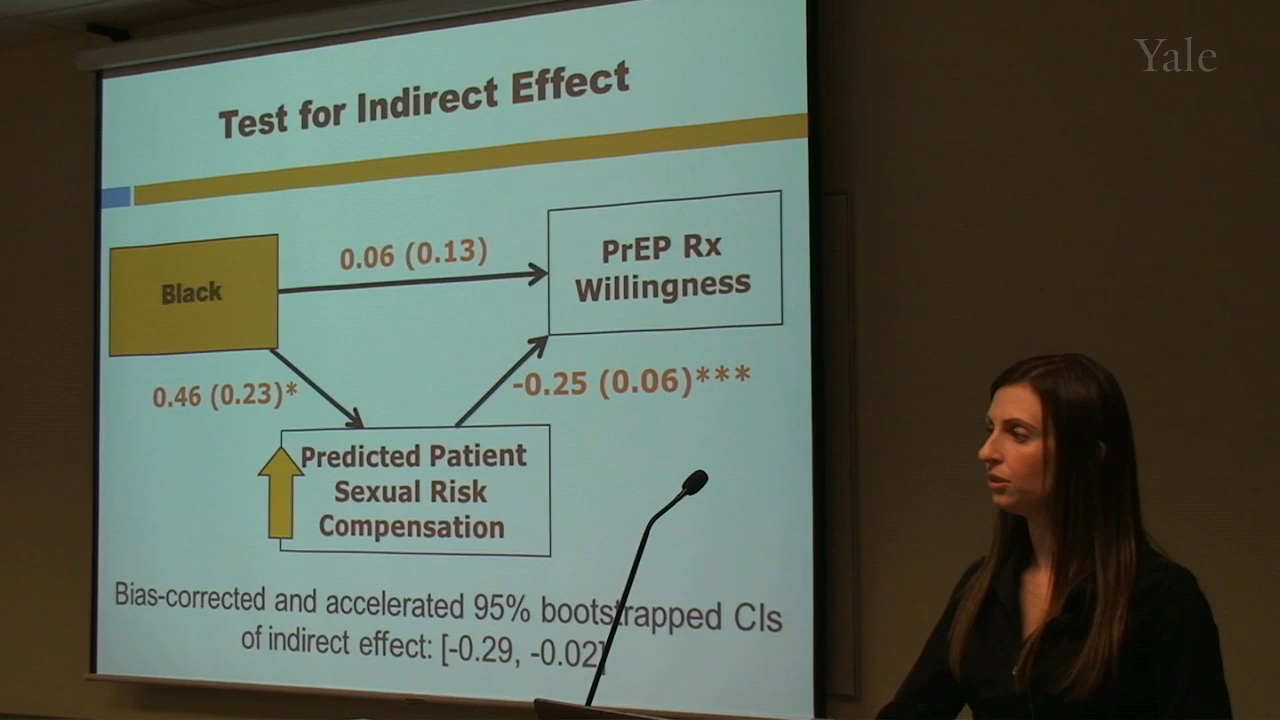 Yale
Test for Indirect Effect
0.06 (0.13)
Black
PrEP Rx
Willingness
0.46 (0.23)*
-0.25 (0.06)***
Predicted Patient
Sexual Risk
Compensation
Bias-corrected and accelerated 95% bootstrapped CIs
of indirect effect: [-0.29, -0.02]